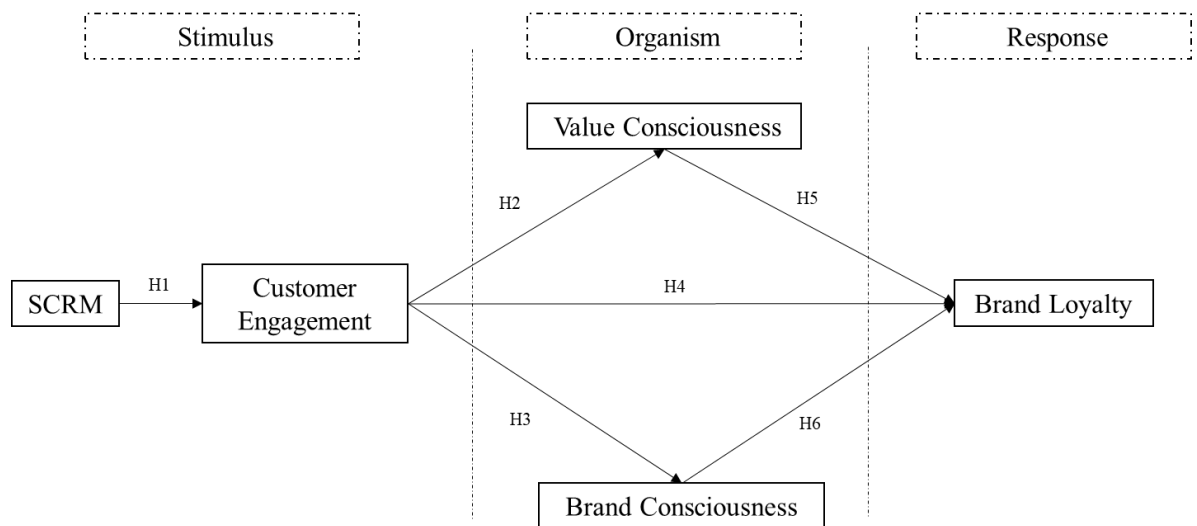 Stimulus
Organism
Response
Value Consciousness
H2
H5
SCRM
H1
Customer
Engagement
H4
Brand Loyalty
H3
H6
Brand Consciousness